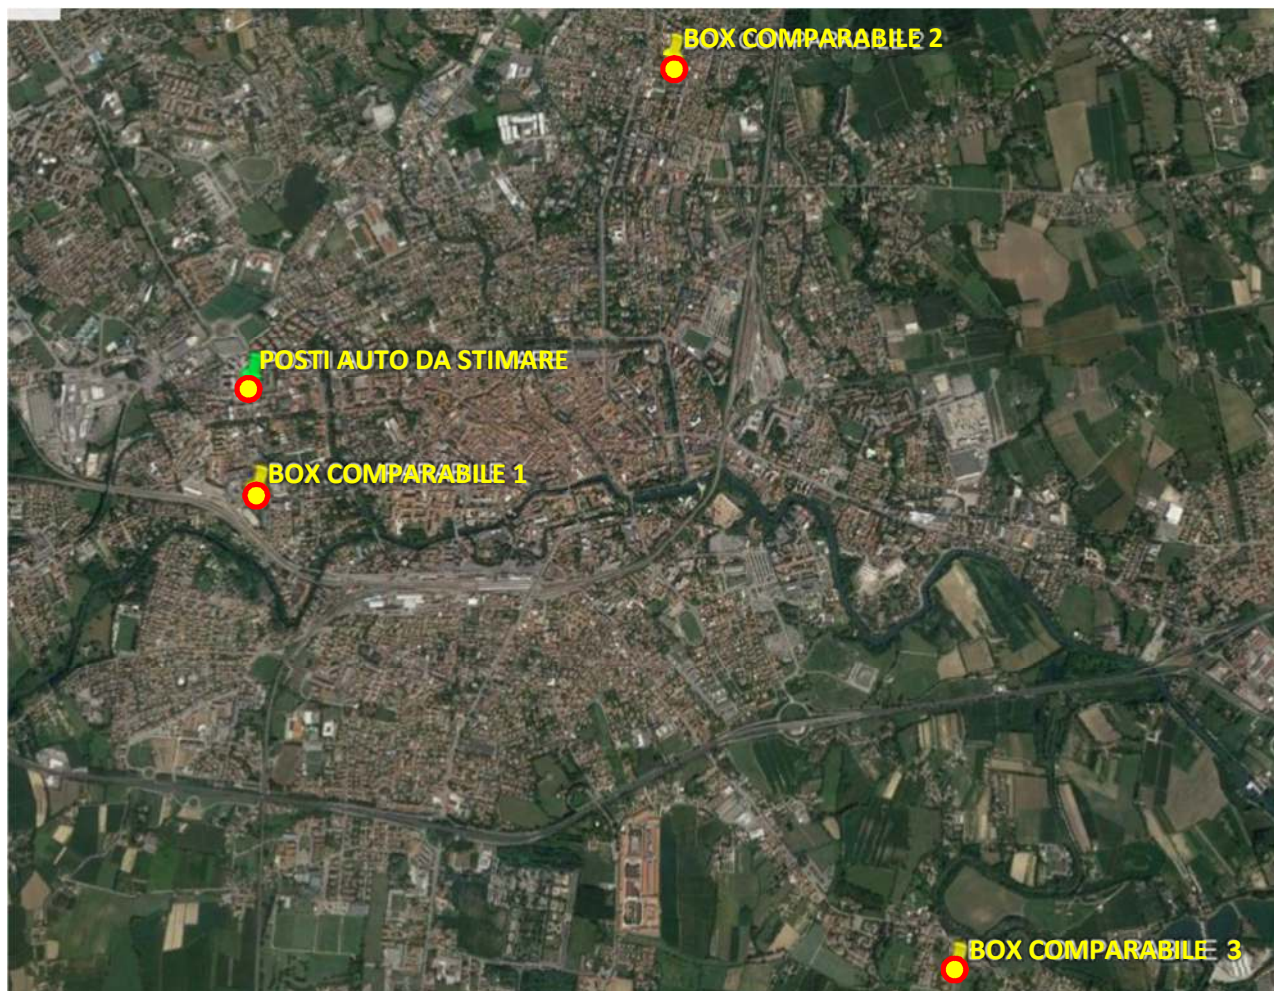 BOX COMPARABILE 2
POSTI AUTO DA STIMARE
BOX COMPARABILE 1
BOX COMPARABILE 3